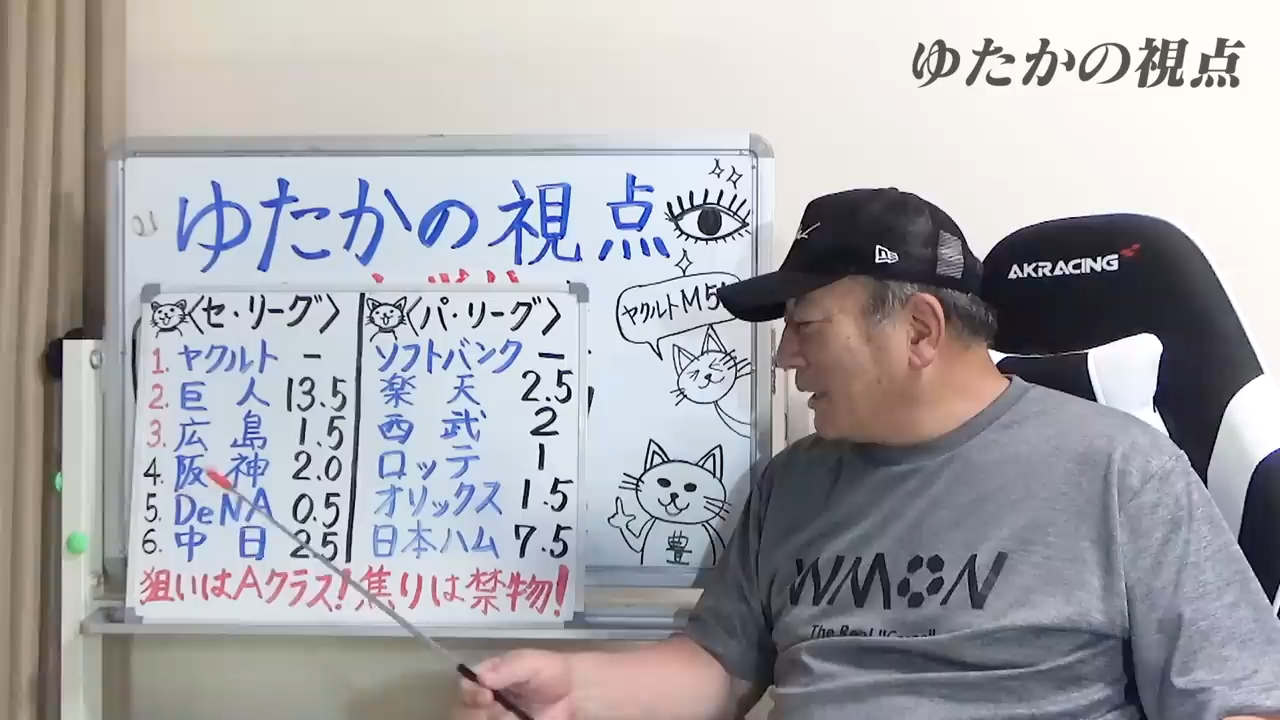 ゆたかの視点
ゆたかの視点
ヤクルトM5
〈セ・リーグ〉
1. ヤクルト －
2. 巨人 13.5
3. 広島 1.5
4. 阪神 2.0
5. DeNA 0.5
6. 中日 2.5
〈パ・リーグ〉
ソフトバンク －
楽天 2.5
西武 2
ロッテ 1
オリックス 1.5
日本ハム 7.5
狙いはAクラス!焦りは禁物!
豊
AKRACING
WMON
The Real